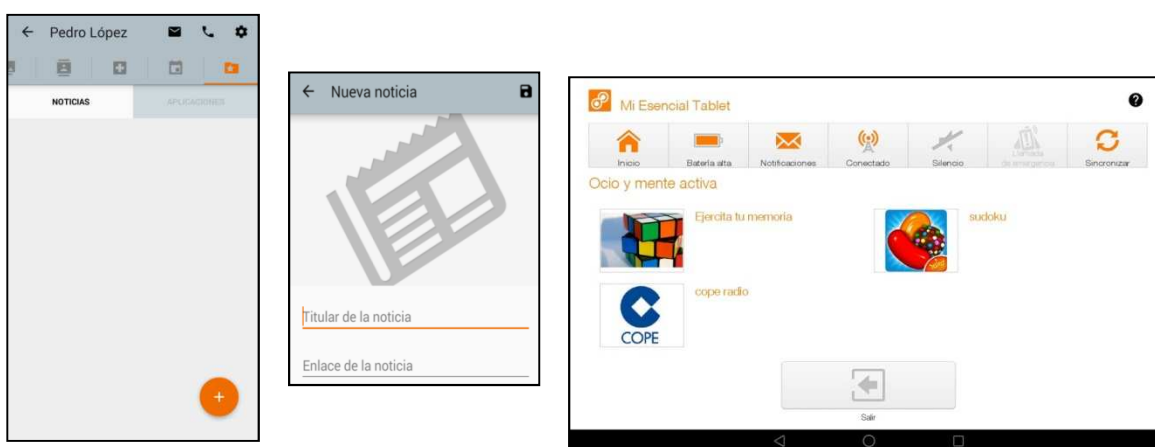 Pedro López
NOTICIAS
APLICACIONES
Nueva noticia
Titular de la noticia
Enlace de la noticia
Mi Esencial Tablet
Inicio
Batería alta
Notificaciones
Conectado
Silencio
Llamada
de emergencia
Sincronizar
Ocio y mente activa
Ejercita tu memoria
sudoku
cope radio
COPE
Salir